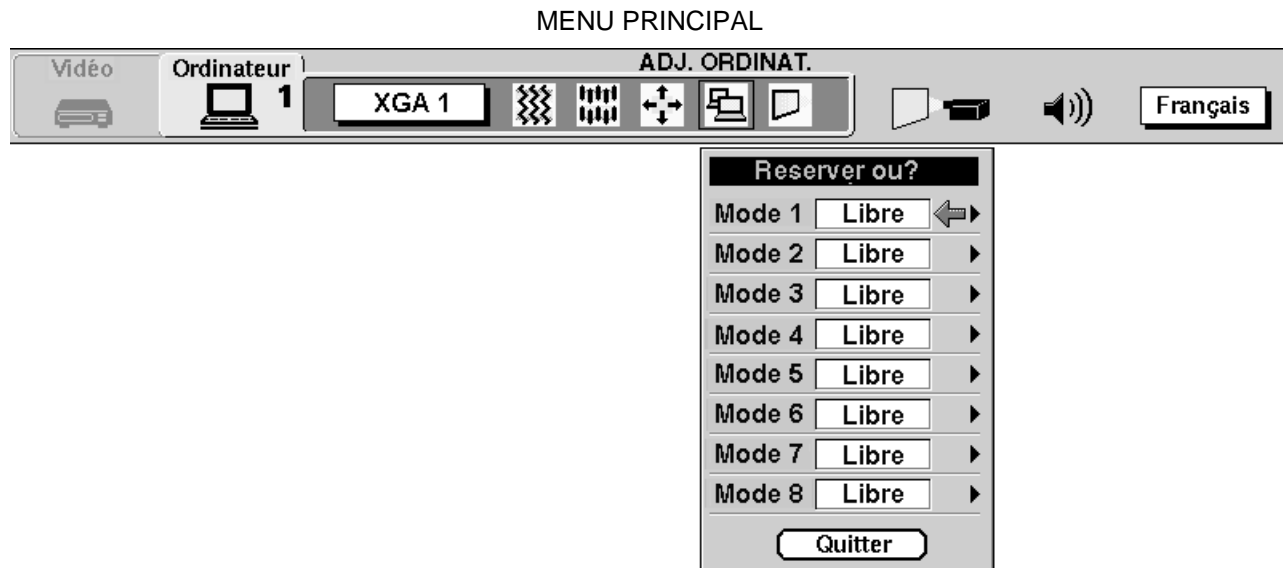 MENU PRINCIPAL
Vidéo
Ordinateur
1
ADJ. ORDINAT.
XGA 1
Français
Reserver ou?
Mode 1 Libre
Mode 2 Libre
Mode 3 Libre
Mode 4 Libre
Mode 5 Libre
Mode 6 Libre
Mode 7 Libre
Mode 8 Libre
Quitter